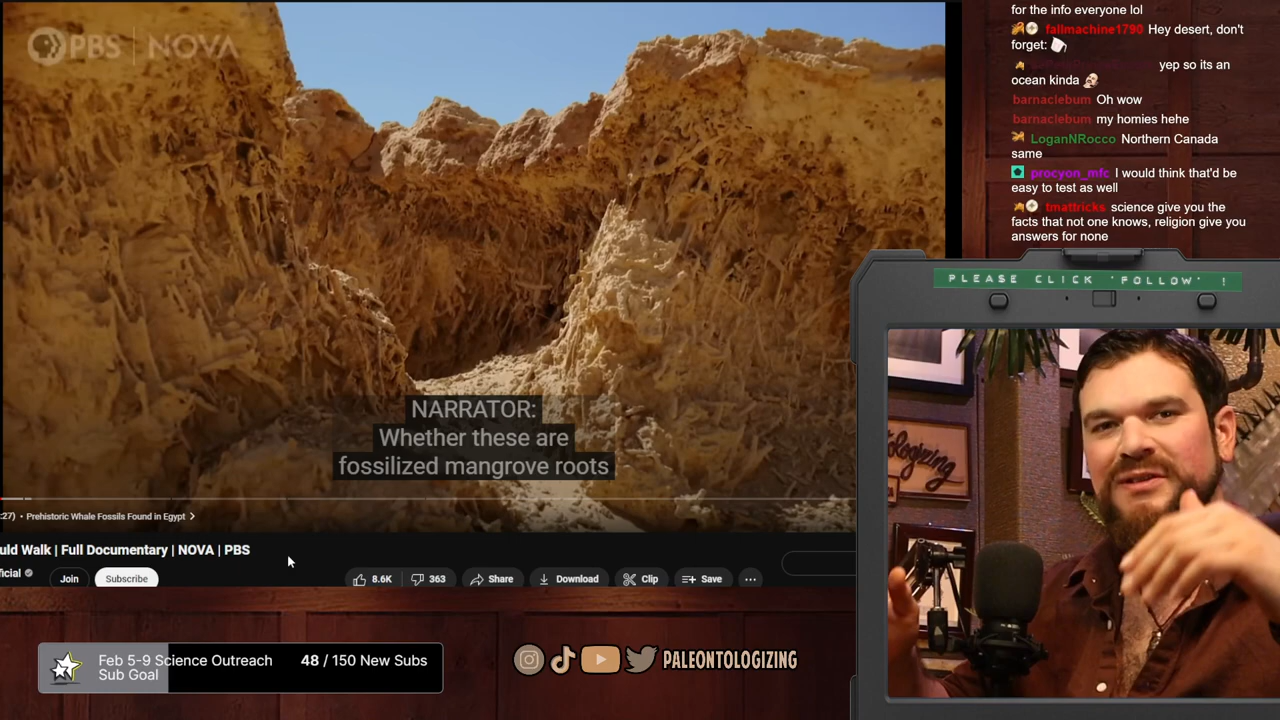 PBS | NOVA
NARRATOR:
Whether these are
fossilized mangrove roots
:27) • Prehistoric Whale Fossils Found in Egypt
uld Walk | Full Documentary | NOVA | PBS
ficial
Join
Subscribe
8.6K
363
Share
Download
Clip
Save
for the info everyone lol
fallmachine1790 Hey desert, don't
forget:
yep so its an
ocean kinda
barnaclebum Oh wow
barnaclebum my homies hehe
LoganNRocco Northern Canada
same
procyon_mfc I would think that'd be
easy to test as well
tmattricks science give you the
facts that not one knows, religion give you
answers for none
PLEASE CLICK 'FOLLOW' !
ologizing
Feb 5-9 Science Outreach
Sub Goal
48 / 150 New Subs
PALEONTOLOGIZING